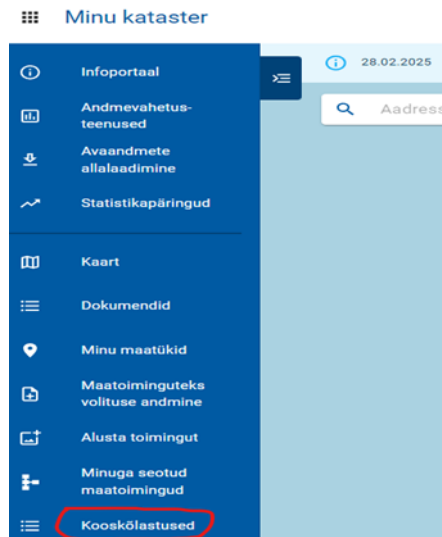 Minu kataster
Infoportaal
28.02.2025
Andmevahetus-
teenused
Aadress
Avaandmete
allalaadimine
Statistikapäringud
Kaart
Dokumendid
Minu maatükid
Maatoiminguteks
volituse andmine
Alusta toimingut
Minuga seotud
maatoimingud
Kooskõlastused